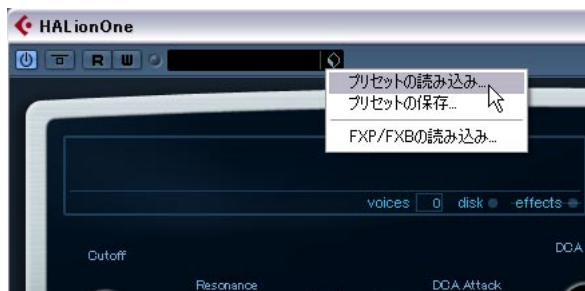 HALionOne
R W
プリセットの読み込み...
プリセットの保存...
FXP/FXBの読み込み...
voices 0 disk effects
Cutoff
DCA
Resonance
DCA Attack